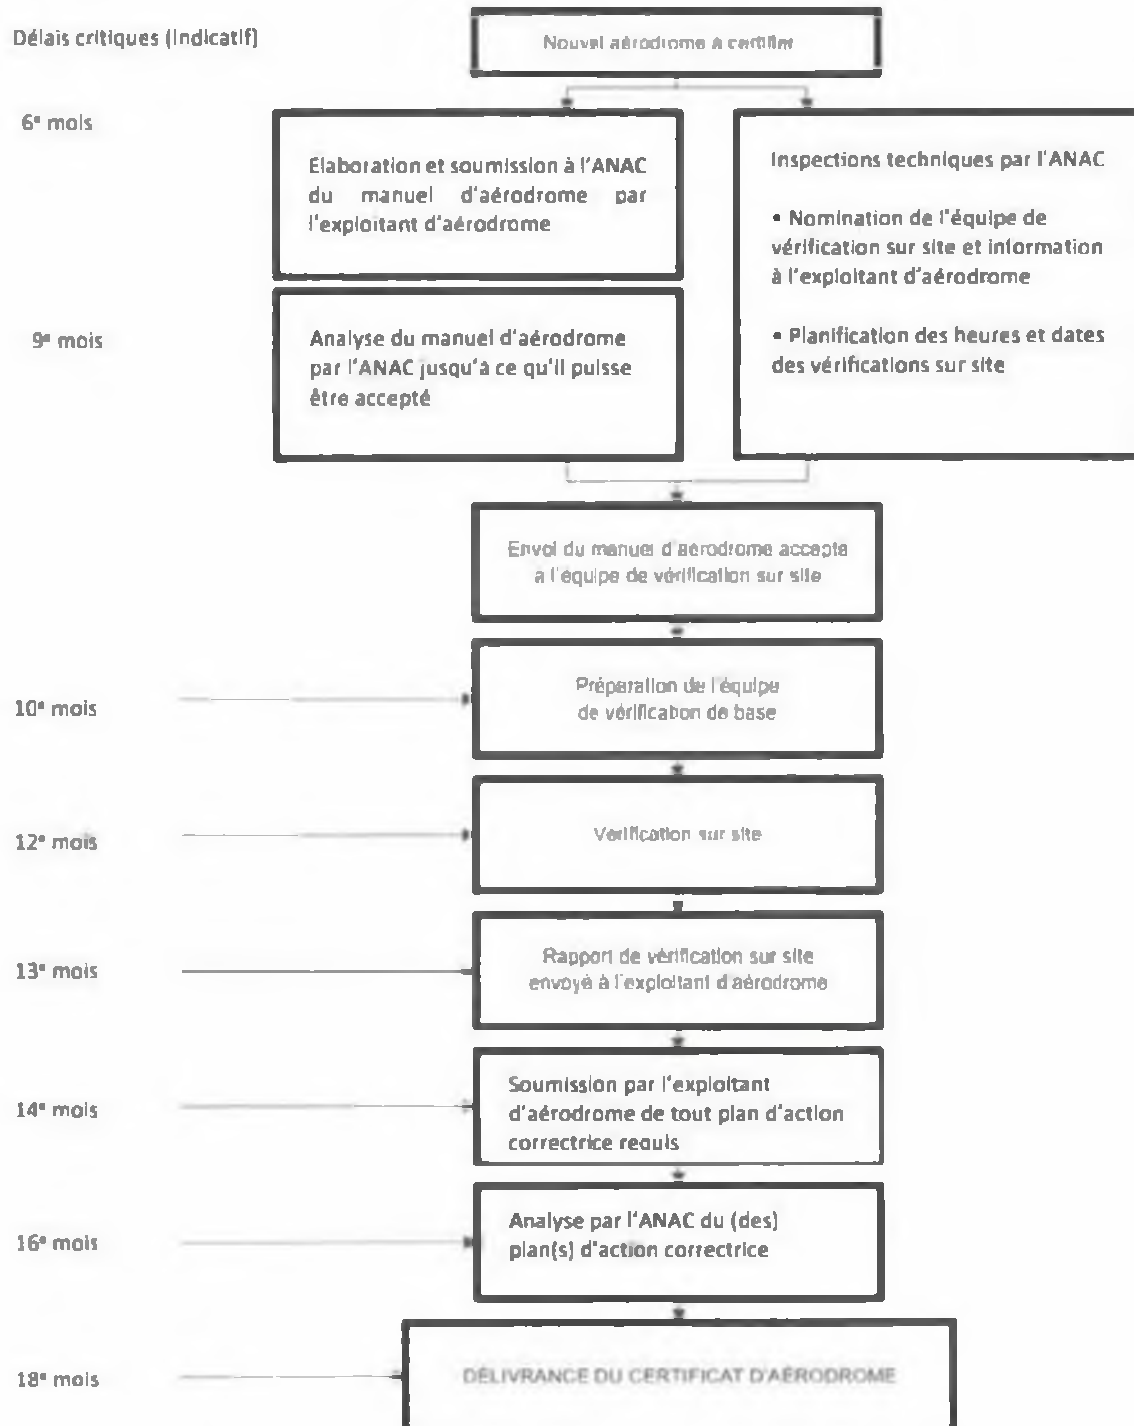 Délais critiques (indicatif)
Nouvel aérodrome à certifier
6e mois
Elaboration et soumission à l'ANAC
du manuel d'aérodrome par
l'exploitant d'aérodrome
Inspections techniques par l'ANAC
• Nomination de l'équipe de
vérification sur site et information
à l'exploitant d'aérodrome
• Planification des heures et dates
des vérifications sur site
9e mois
Analyse du manuel d'aérodrome
par l'ANAC jusqu'à ce qu'il puisse
être accepté
Envoi du manuel d'aérodrome accepté
à l'équipe de vérification sur site
10e mois
Préparation de l'équipe
de vérification de base
12e mois
Vérification sur site
13e mois
Rapport de vérification sur site
envoyé à l'exploitant d'aérodrome
14e mois
Soumission par l'exploitant
d'aérodrome de tout plan d'action
correctrice requis
16e mois
Analyse par l'ANAC du (des)
plan(s) d'action correctrice
18e mois
DÉLIVRANCE DU CERTIFICAT D'AÉRODROME